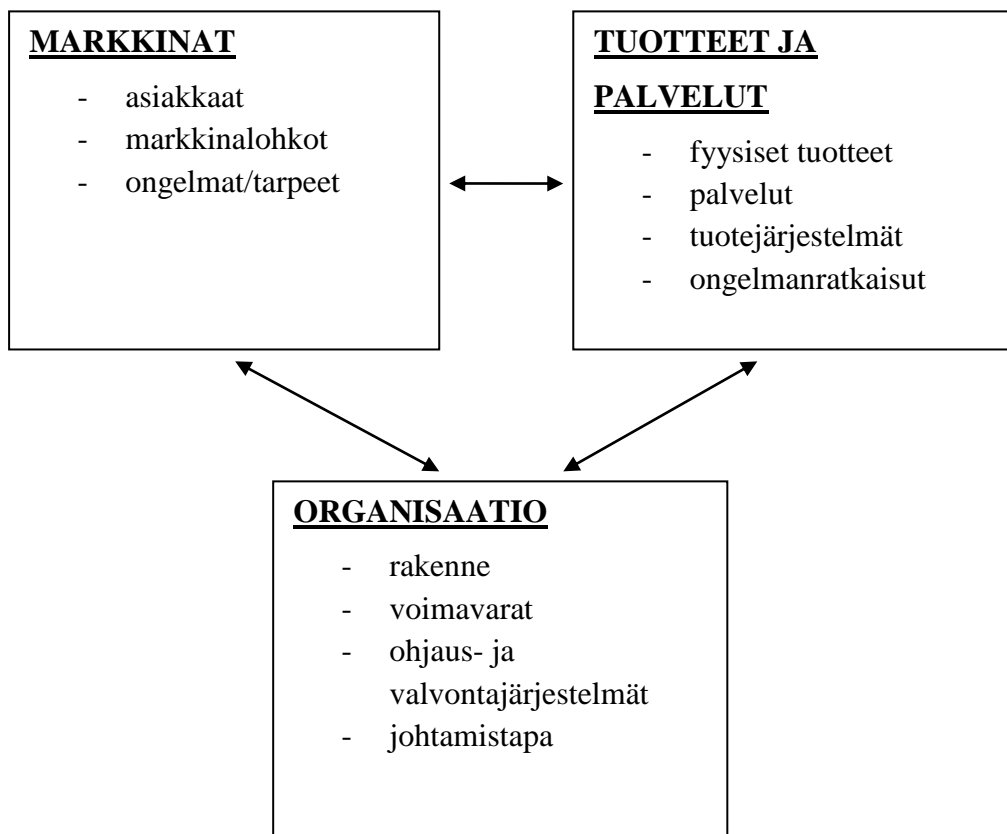 MARKKINAT
- asiakkaat
- markkinalohkot
- ongelmat/tarpeet
TUOTTEET JA
PALVELUT
- fyysiset tuotteet
- palvelut
- tuotejärjestelmät
- ongelmanratkaisut
ORGANISAATIO
- rakenne
- voimavarat
- ohjaus- ja
valvontajärjestelmät
- johtamistapa